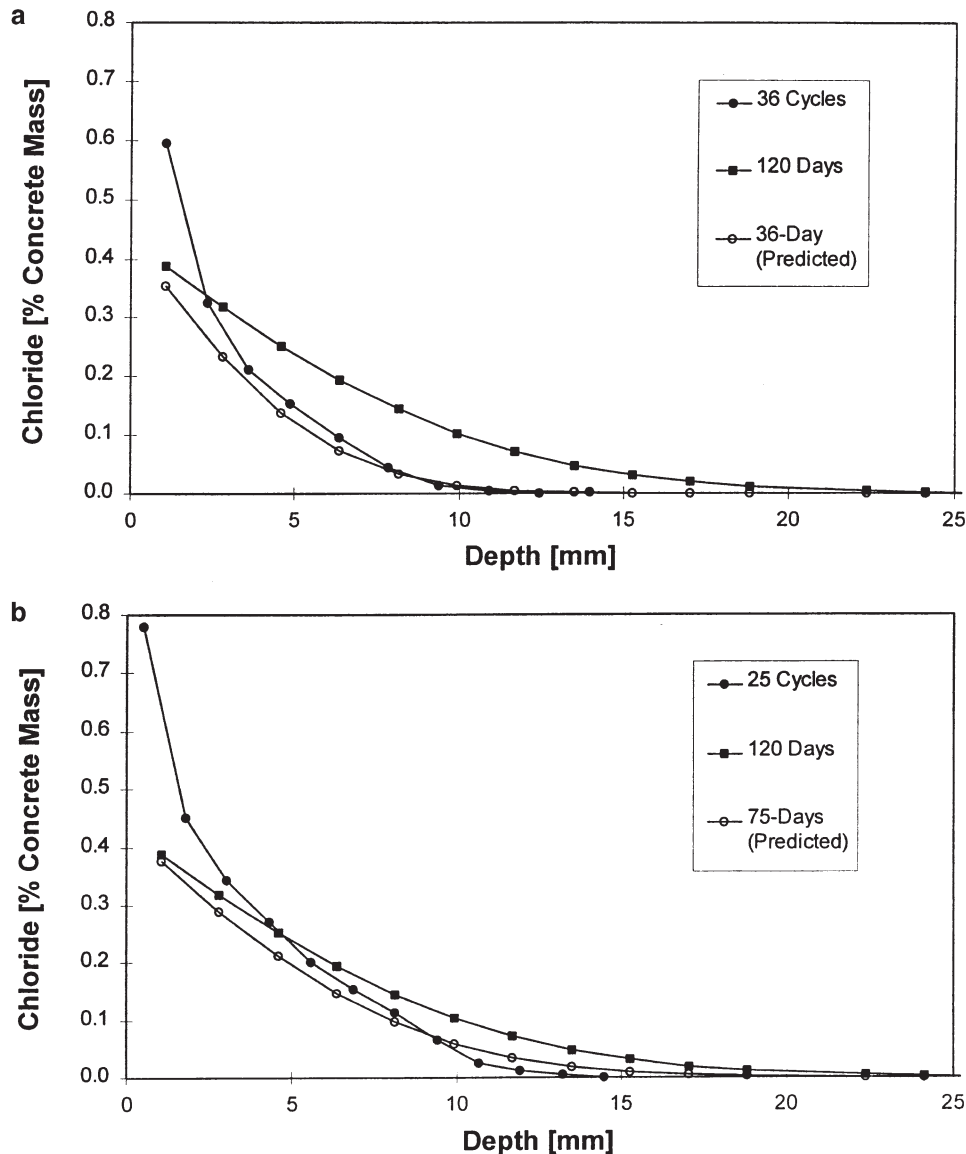 a
Chloride [% Concrete Mass]
0.8
0.7
0.6
0.5
0.4
0.3
0.2
0.1
0.0
36 Cycles
120 Days
36-Day
(Predicted)
0 5 10 15 20 25
Depth [mm]
b
Chloride [% Concrete Mass]
0.8
0.7
0.6
0.5
0.4
0.3
0.2
0.1
0.0
25 Cycles
120 Days
75-Days
(Predicted)
0 5 10 15 20 25
Depth [mm]